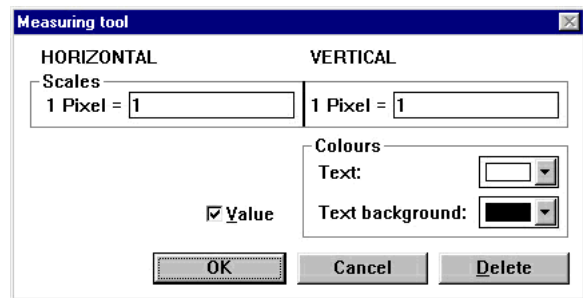 Measuring tool
HORIZONTAL VERTICAL
Scales
1 Pixel = 1 1 Pixel = 1
Colours
Text:
Value Text background:
OK Cancel Delete